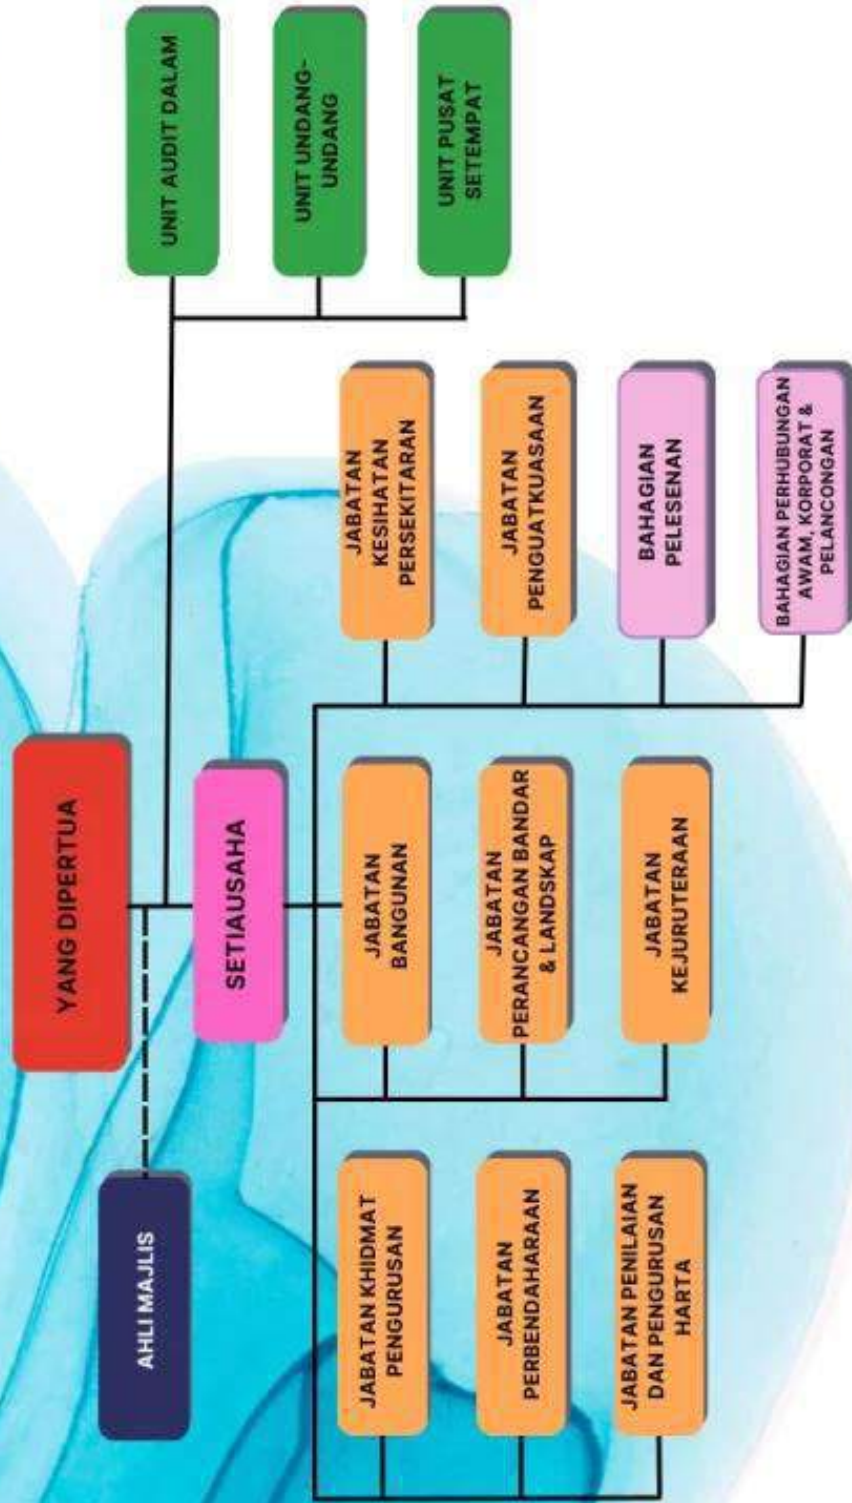 YANG DIPERTUA
AHLI MAJLIS
SETIAUSAHA
UNIT AUDIT DALAM
UNIT UNDANG-
UNDANG
UNIT PUSAT
SETEMPAT
JABATAN KHIDMAT
PENGURUSAN
JABATAN
PERBENDAHARAAN
JABATAN PENILAIAN
DAN PENGURUSAN
HARTA
JABATAN
BANGUNAN
JABATAN
PERANCANGAN BANDAR
& LANDSKAP
JABATAN
KEJURUTERAAN
JABATAN
KESIHATAN
PERSEKITARAN
JABATAN
PENGUATKUASAAN
BAHAGIAN
PELESENAN
BAHAGIAN PERHUBUNGAN
AWAM, KORPORAT &
PELANCONGAN